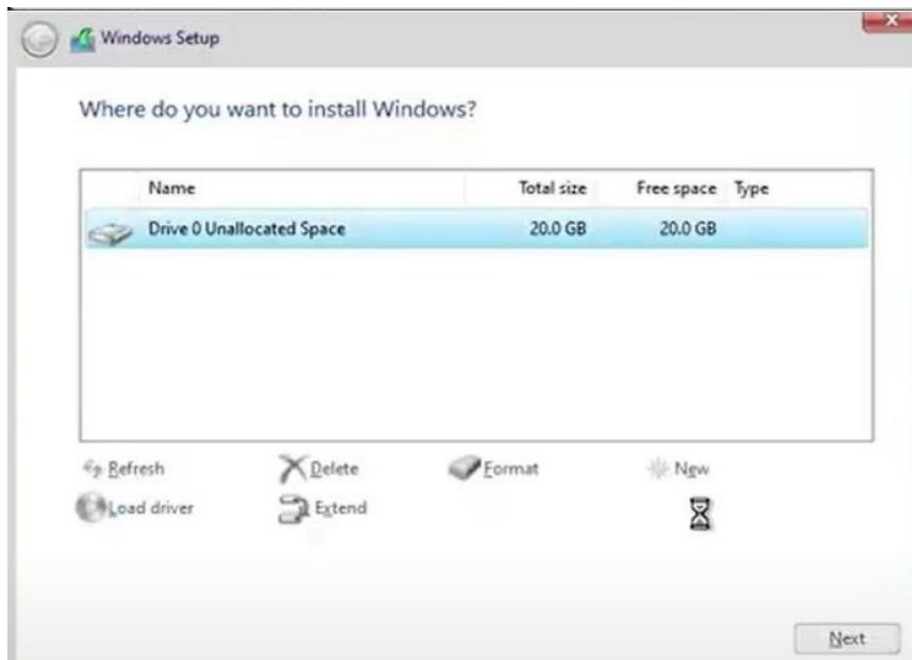 Windows Setup
Where do you want to install Windows?
Name Total size Free space Type
Drive 0 Unallocated Space 20.0 GB 20.0 GB
Refresh Delete Format New
Load driver Extend
Next